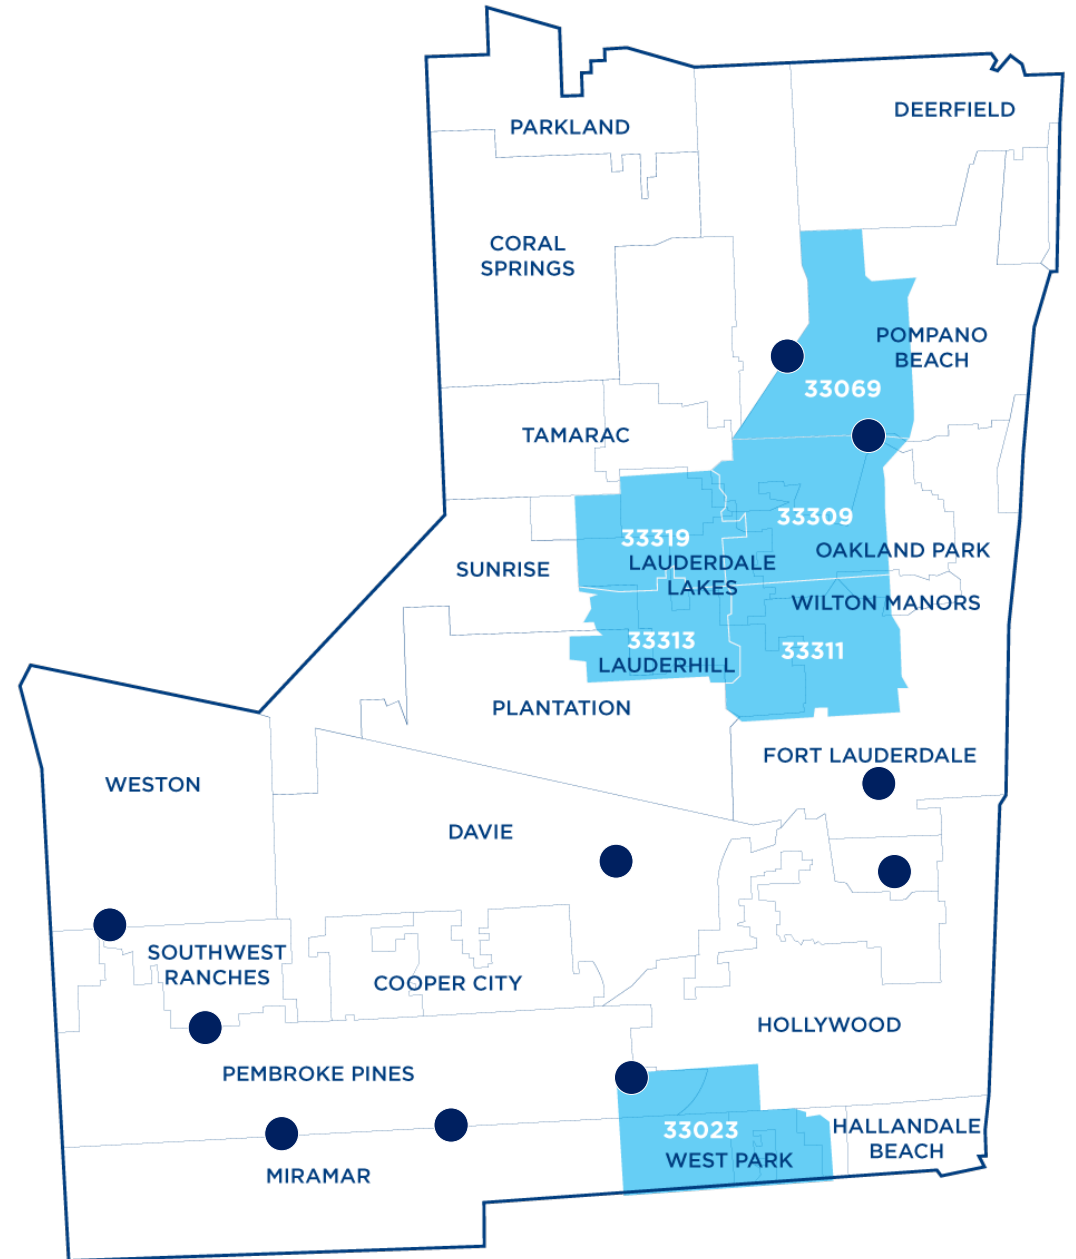 DEERFIELD
PARKLAND
CORAL
SPRINGS
POMPANO
BEACH
33069
TAMARAC
33309
33319
OAKLAND PARK
LAUDERDALE
LAKES
SUNRISE
WILTON MANORS
33313
LAUDERHILL
33311
PLANTATION
FORT LAUDERDALE
WESTON
DAVIE
SOUTHWEST
RANCHES
COOPER CITY
HOLLYWOOD
PEMBROKE PINES
33023
WEST PARK
HALLANDALE
BEACH
MIRAMAR